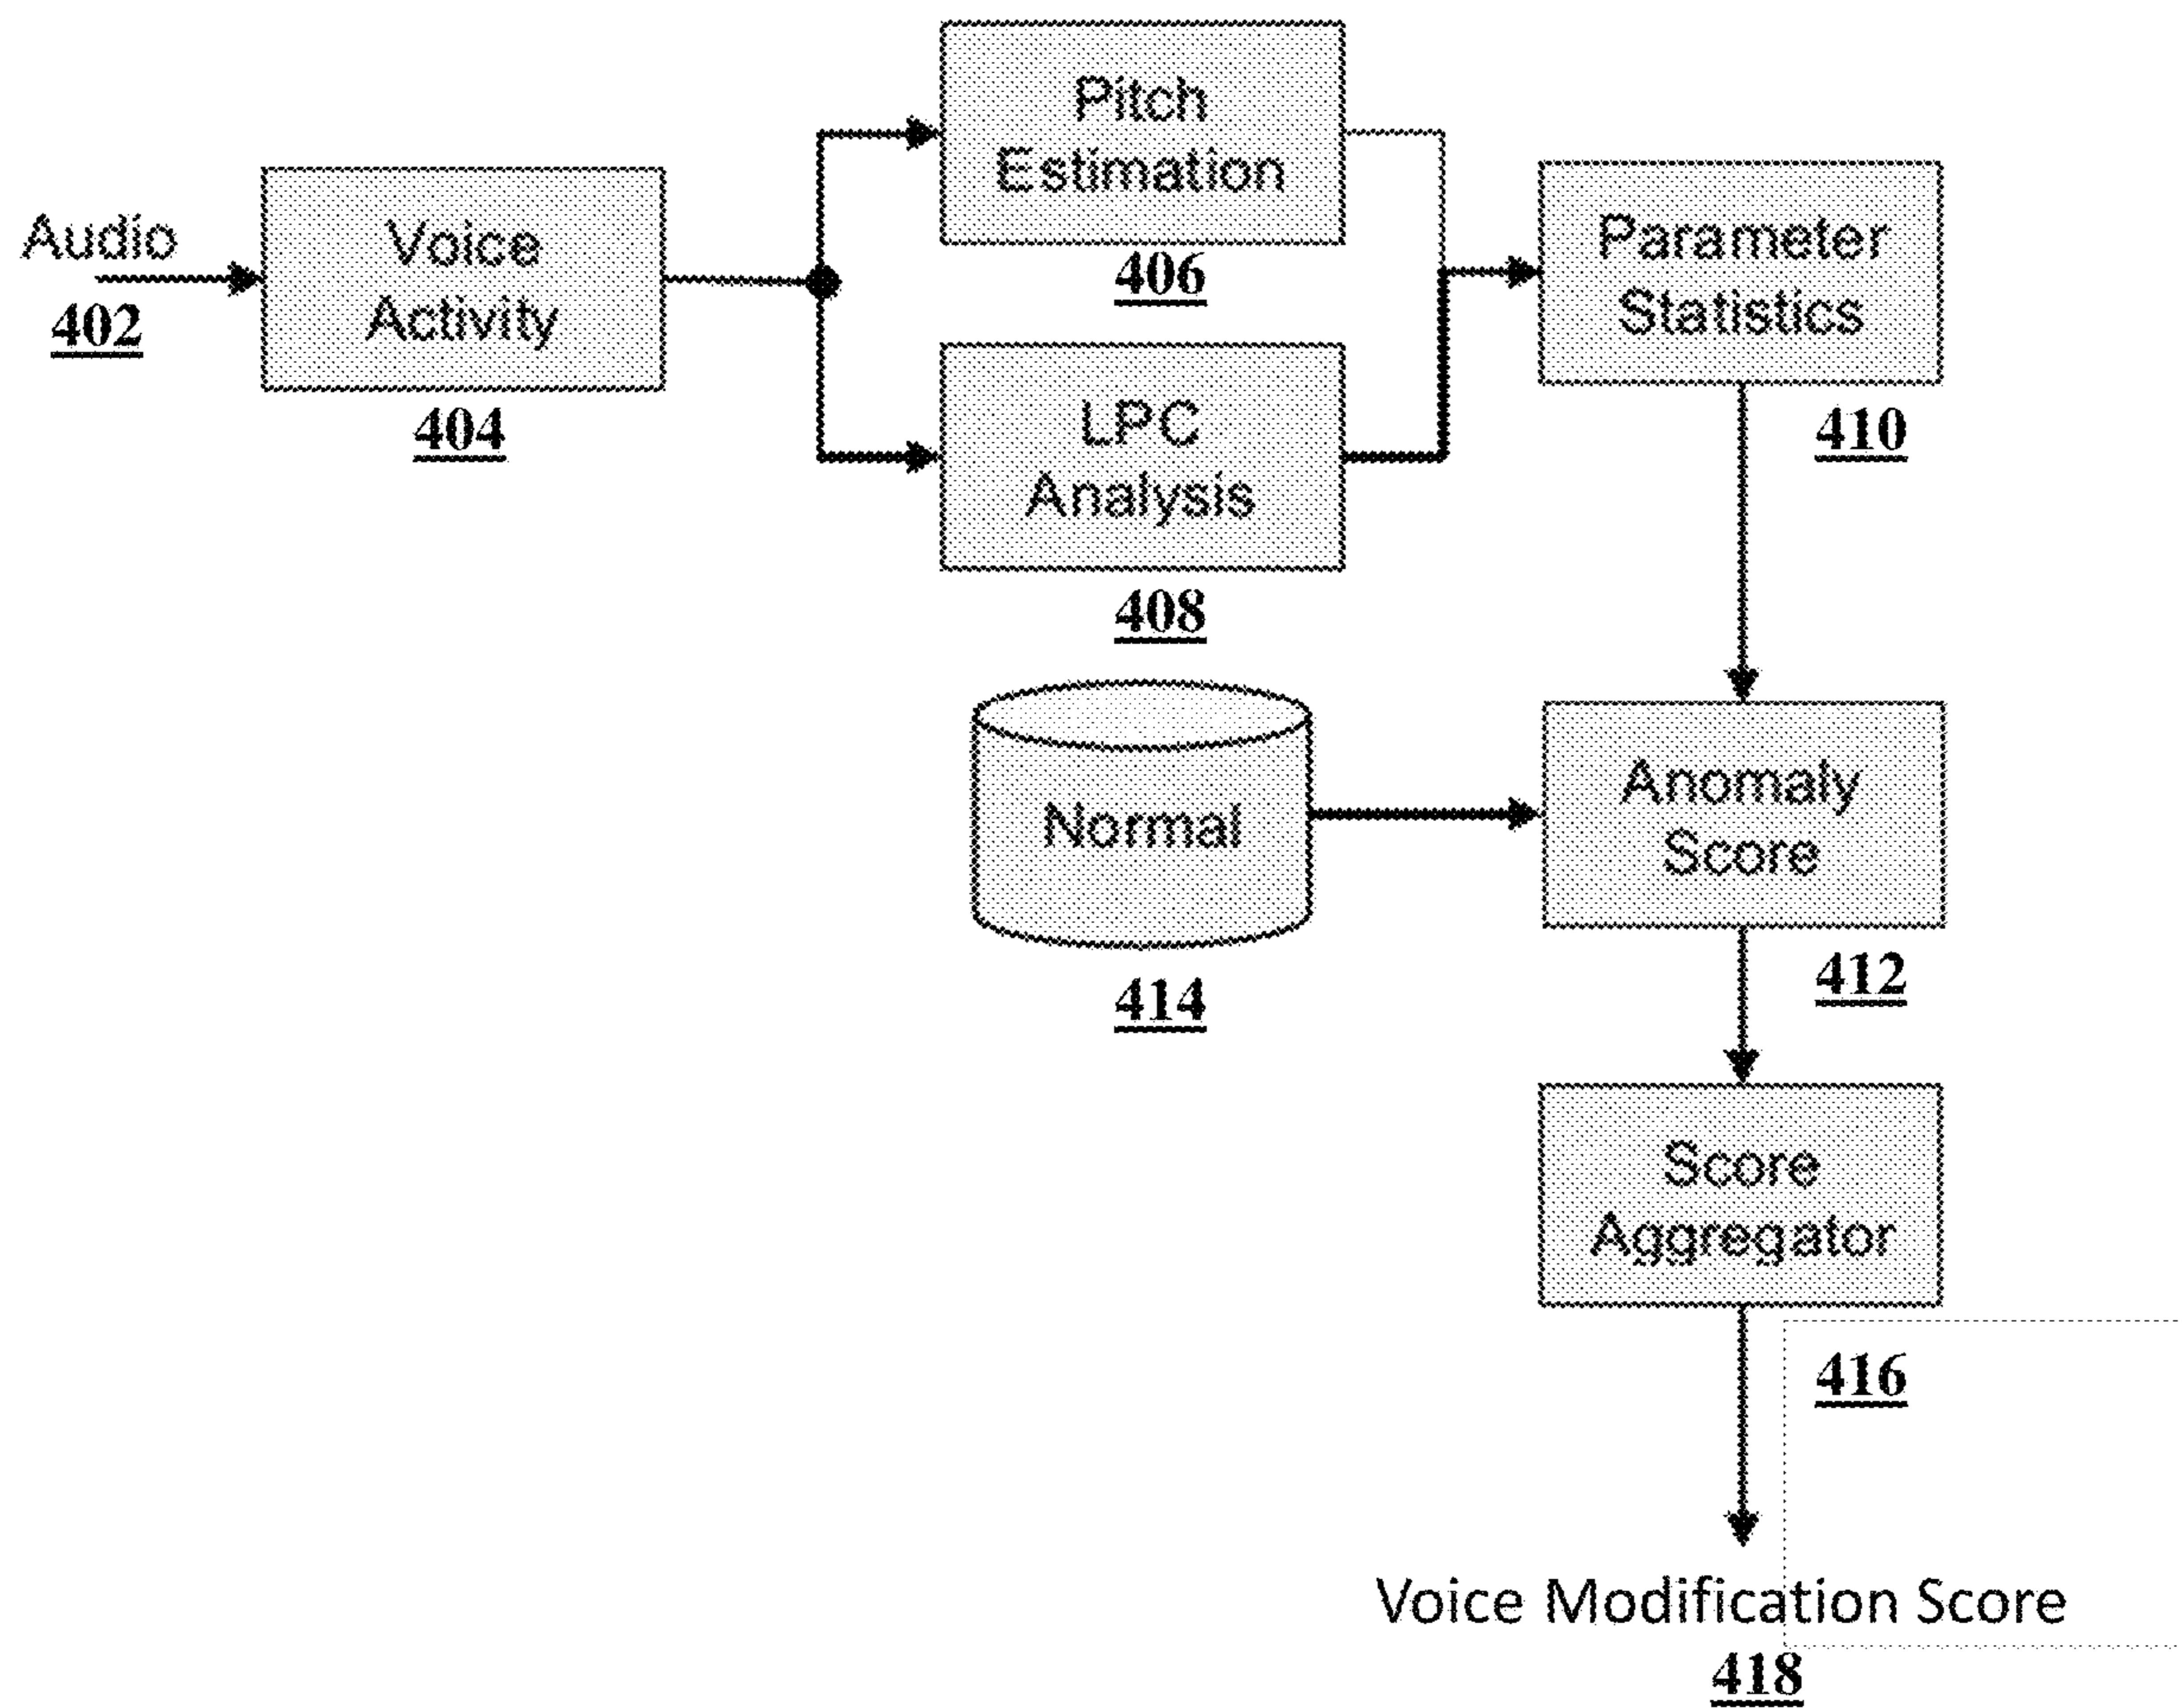 Audio
402
Voice
Activity
404
Pitch
Estimation
406
LPC
Analysis
408
Parameter
Statistics
410
Normal
414
Anomaly
Score
412
Score
Aggregator
416
Voice Modification Score
418